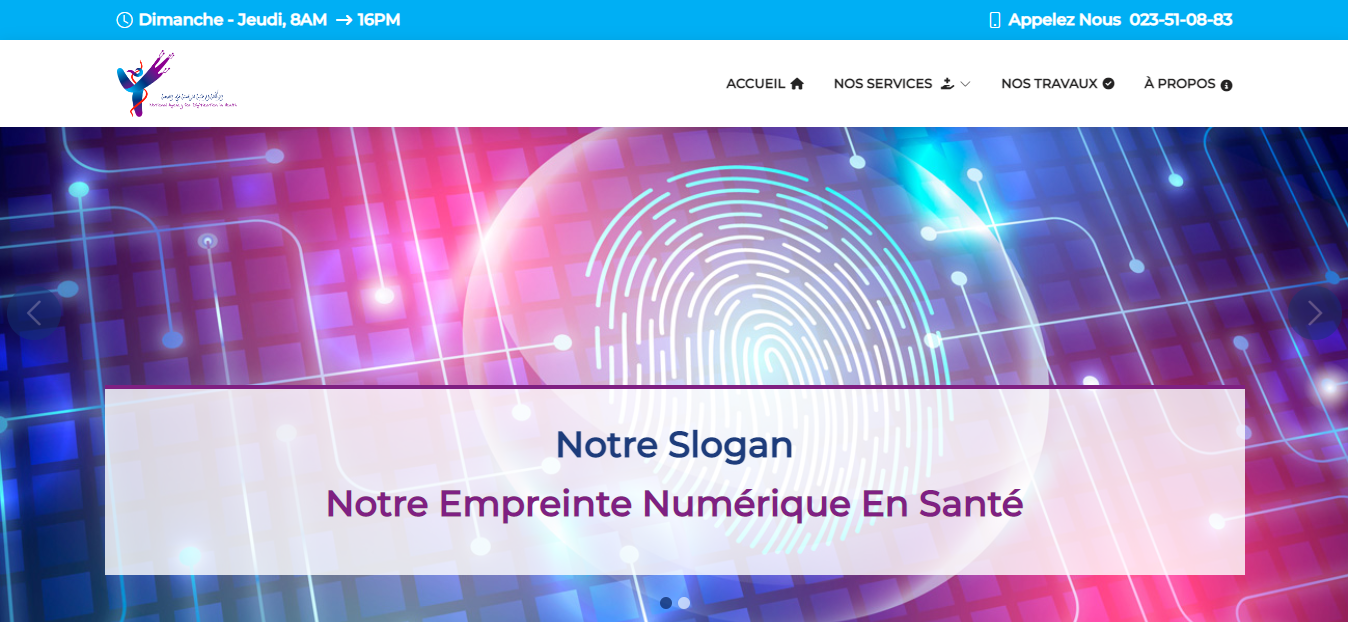 Dimanche - Jeudi, 8AM → 16PM
Appelez Nous 023-51-08-83
ACCUEIL
NOS SERVICES
NOS TRAVAUX
À PROPOS
Notre Slogan
Notre Empreinte Numérique En Santé